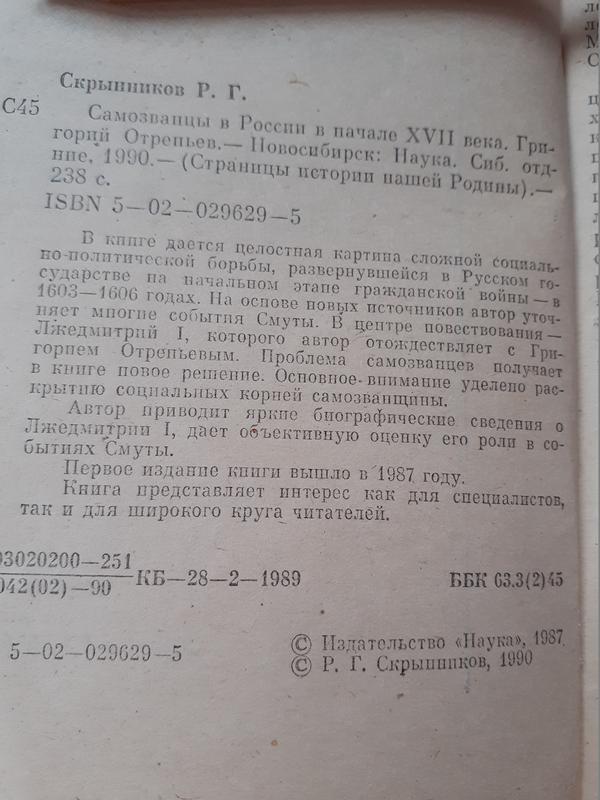 Скрынников Р. Г.
С45
Самозванцы в России в начале XVII века. Гри-
горий Отрепьев.— Новосибирск: Наука. Сиб. отд-
ние, 1990.— (Страницы истории нашей Родины).—
238 с.
ISBN 5—02—029629—5
В книге дается целостная картина сложной социаль-
но-политической борьбы, развернувшейся в Русском го-
сударстве на начальном этапе гражданской войны — в
1603—1606 годах. На основе новых источников автор уточ-
няет многие события Смуты. В центре повествования —
Лжедмитрий I, которого автор отождествляет с Гри-
горием Отрепьевым. Проблема самозванцев получает
в книге новое решение. Основное внимание уделено рас-
крытию социальных корней самозванщины.
Автор приводит яркие биографические сведения о
Лжедмитрии I, дает объективную оценку его роли в со-
бытиях Смуты.
Первое издание книги вышло в 1987 году.
Книга представляет интерес как для специалистов,
так и для широкого круга читателей.
03020200—251
042(02)—90
КБ—28—2—1989
ББК 63.3(2)45
5—02—029629—5
© Издательство «Наука», 1987
© Р. Г. Скрынников, 1990